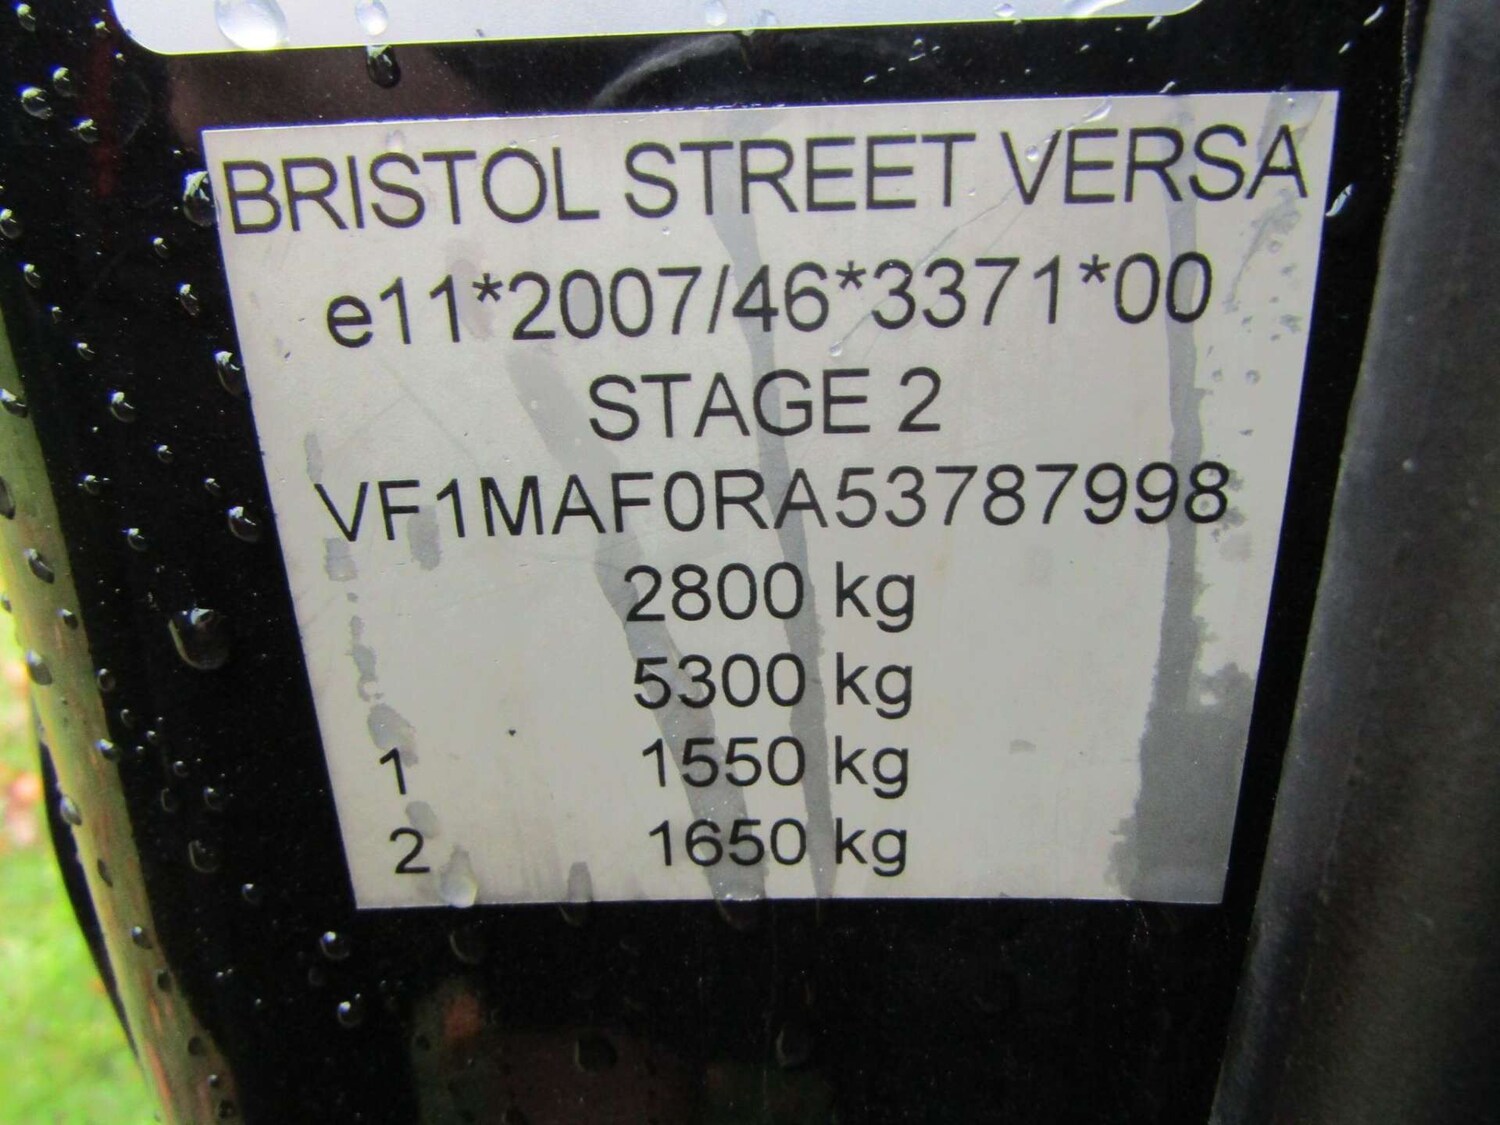 BRISTOL STREET VERSA
e11*2007/46*3371*00
STAGE 2
VF1MAF0RA53787998
2800 kg
5300 kg
1 1550 kg
2 1650 kg